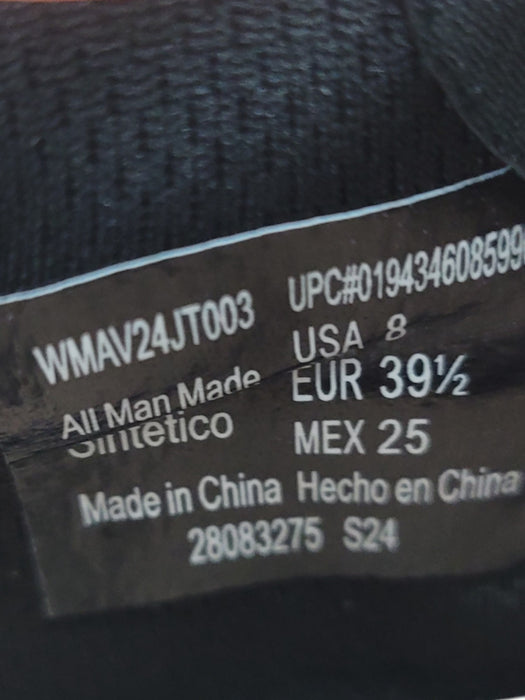 WMAV24JT003 UPC#019434608599
USA 8
All Man Made EUR 39½
Sintético MEX 25
Made in China Hecho en China
28083275 S24